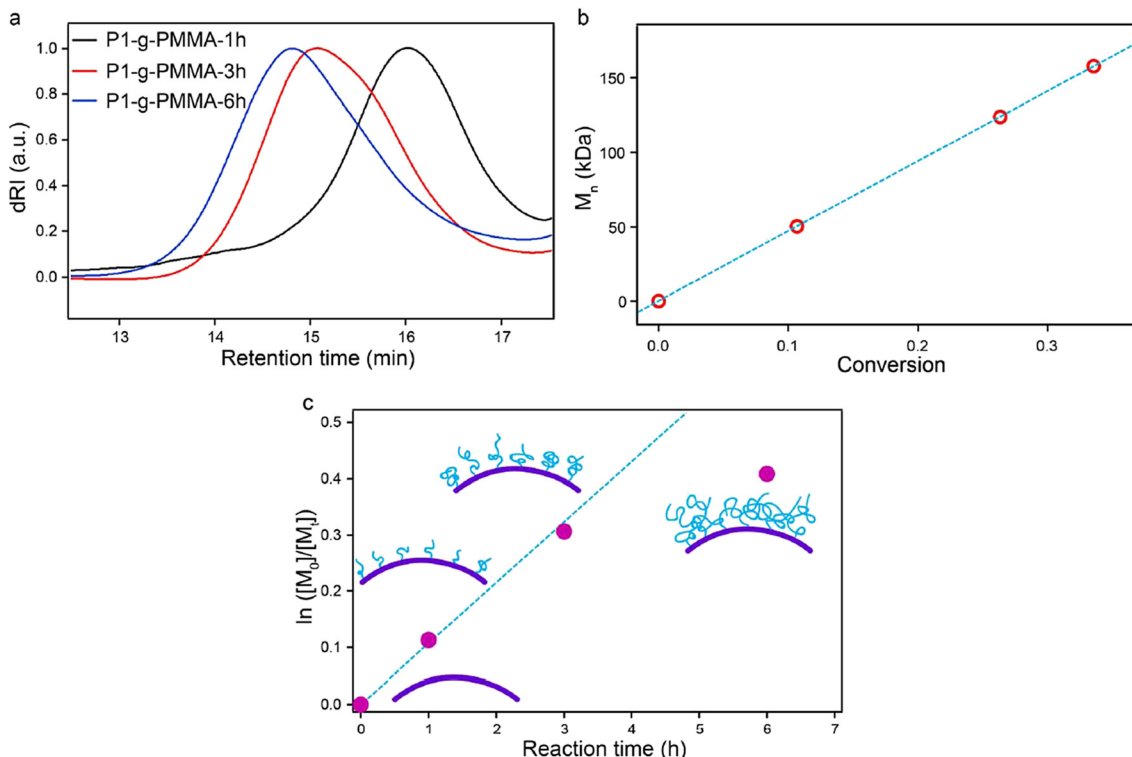 a
P1-g-PMMA-1h
P1-g-PMMA-3h
P1-g-PMMA-6h
1.0
0.8
0.6
0.4
0.2
0.0
dRI (a.u.)
13 14 15 16 17
Retention time (min)
b
150
100
50
0
Mn (kDa)
0.0 0.1 0.2 0.3
Conversion
c
0.5
0.4
0.3
0.2
0.1
0.0
ln ([M0]/[Mt])
0 1 2 3 4 5 6 7
Reaction time (h)